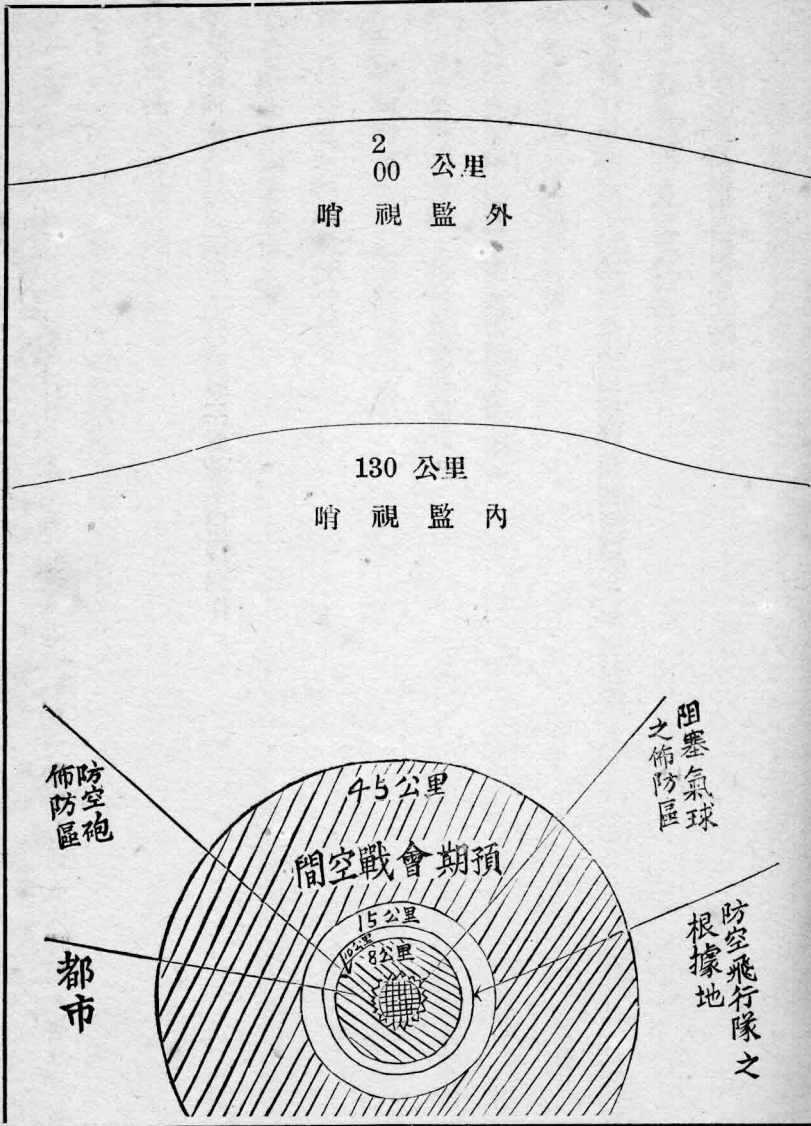 200 公里
外監視哨
130 公里
內監視哨
阻塞氣球
之佈防區
防空飛行隊之
根據地
45公里
預期會戰空間
15公里
10公里
8公里
防空砲
佈防區
都市